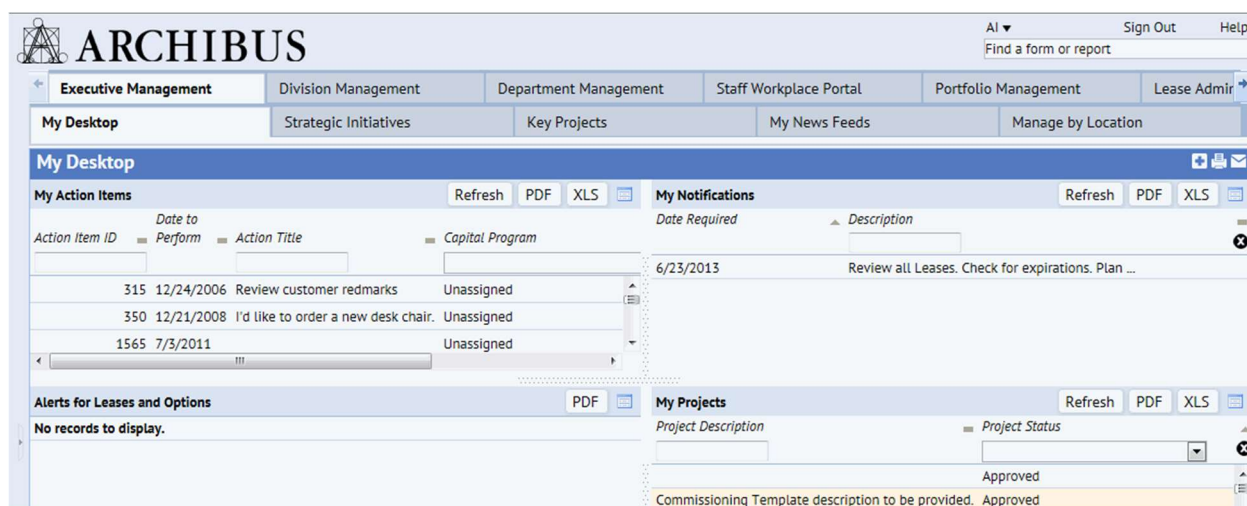 ARCHIBUS
AI Sign Out Help
Find a form or report
Executive Management Division Management Department Management Staff Workplace Portal Portfolio Management Lease Admir
My Desktop Strategic Initiatives Key Projects My News Feeds Manage by Location
My Desktop
My Action Items Refresh PDF XLS
Action Item ID Date to Perform Action Title Capital Program
315 12/24/2006 Review customer redmarks Unassigned
350 12/21/2008 I'd like to order a new desk chair. Unassigned
1565 7/3/2011 Unassigned
My Notifications Refresh PDF XLS
Date Required Description
6/23/2013 Review all Leases. Check for expirations. Plan ...
Alerts for Leases and Options PDF
No records to display.
My Projects Refresh PDF XLS
Project Description Project Status
Approved
Commissioning Template description to be provided. Approved